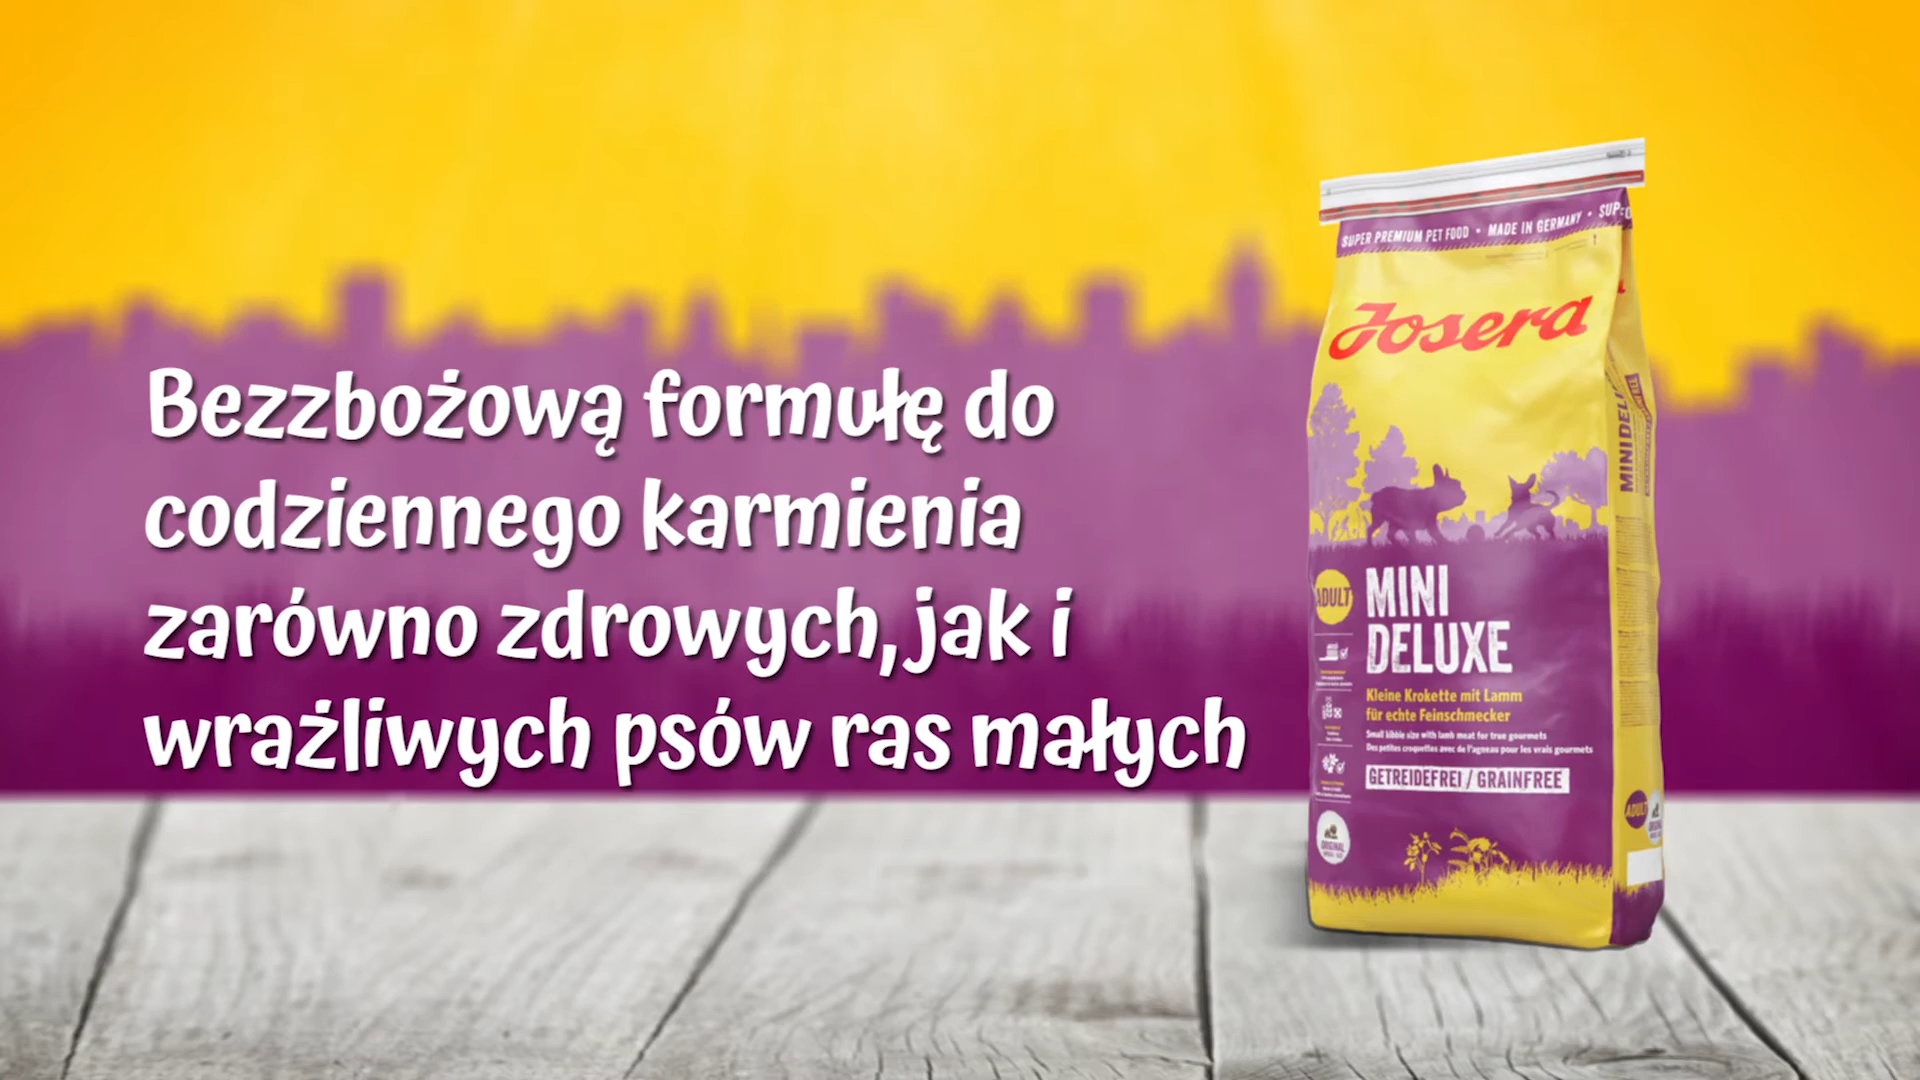 Bezzbożową formułę do
codziennego karmienia
zarówno zdrowych, jak i
wrażliwych psów ras małych
SUPER PREMIUM PET FOOD • MADE IN GERMANY •
Josera
MINI DELUXE
ADULT
MINI
DELUXE
Kleine Krokette mit Lamm
für echte Feinschmecker
Small kibble size with lamb meat for true gourmets
Des petites croquettes avec de l'agneau pour les vrais gourmets
GETREIDEFREI / GRAINFREE
ADULT
ORIGINAL